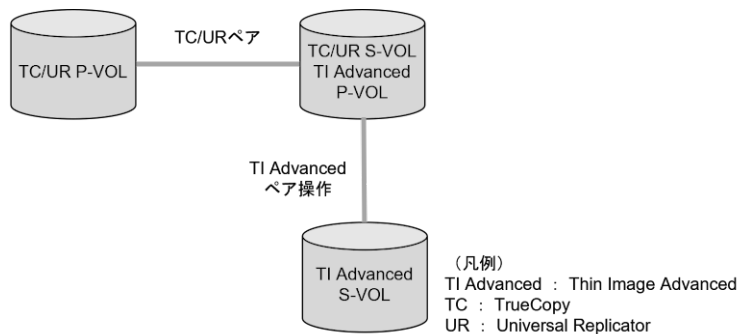 TC/URペア
TC/UR P-VOL
TC/UR S-VOL
TI Advanced
P-VOL
TI Advanced
ペア操作
TI Advanced
S-VOL
（凡例）
TI Advanced ： Thin Image Advanced
TC ： TrueCopy
UR ： Universal Replicator